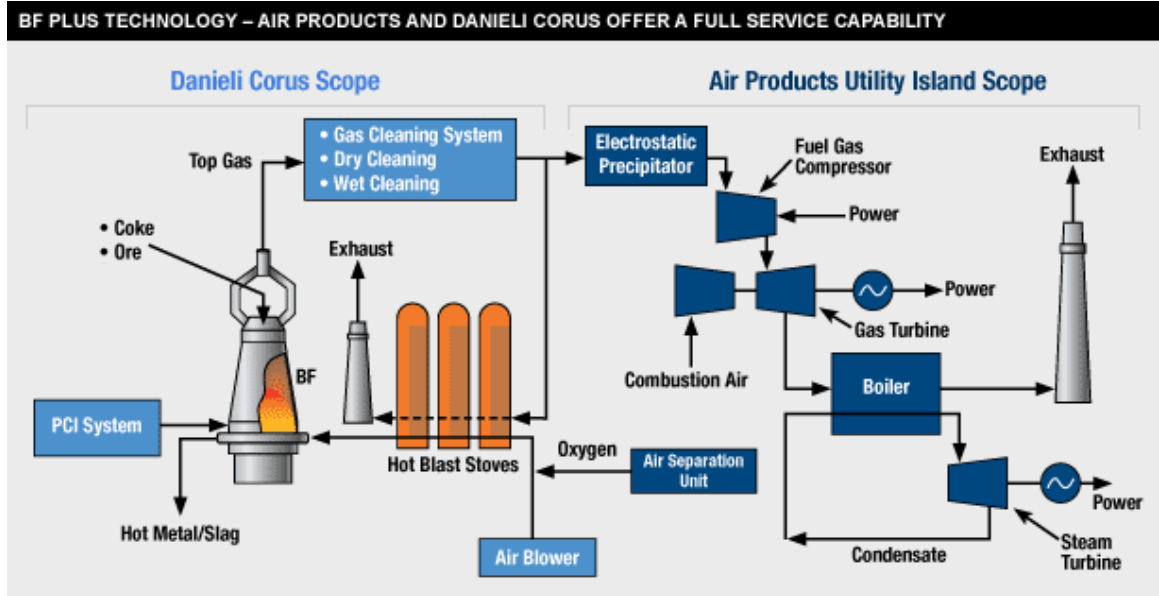 BF PLUS TECHNOLOGY – AIR PRODUCTS AND DANIELI CORUS OFFER A FULL SERVICE CAPABILITY
Danieli Corus Scope
Air Products Utility Island Scope
Top Gas
• Gas Cleaning System
• Dry Cleaning
• Wet Cleaning
Electrostatic
Precipitator
Fuel Gas
Compressor
Exhaust
Power
• Coke
• Ore
Exhaust
Power
Gas Turbine
Combustion Air
BF
Boiler
PCI System
Hot Blast Stoves
Oxygen
Air Separation
Unit
Power
Hot Metal/Slag
Air Blower
Condensate
Steam
Turbine